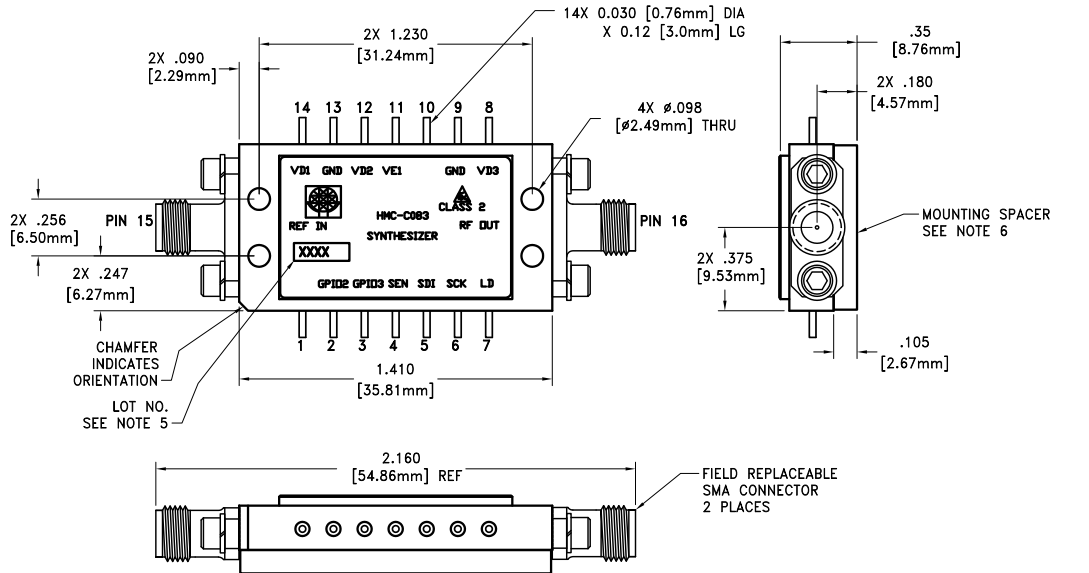 14X 0.030 [0.76mm] DIA
X 0.12 [3.0mm] LG
2X 1.230
[31.24mm]
2X .090
[2.29mm]
.35
[8.76mm]
2X .180
[4.57mm]
4X ø.098
[ø2.49mm] THRU
14 13 12 11 10 9 8
VD1 GND VD2 VE1 GND VD3
CLASS 2
HMC-C083
REF IN
RF OUT
SYNTHESIZER
XXXX
GPIO2 GPIO3 SEN SDI SCK LD
PIN 15
PIN 16
2X .256
[6.50mm]
2X .247
[6.27mm]
MOUNTING SPACER
SEE NOTE 6
2X .375
[9.53mm]
.105
[2.67mm]
1 2 3 4 5 6 7
CHAMFER
INDICATES
ORIENTATION
1.410
[35.81mm]
LOT NO.
SEE NOTE 5
2.160
[54.86mm] REF
FIELD REPLACEABLE
SMA CONNECTOR
2 PLACES